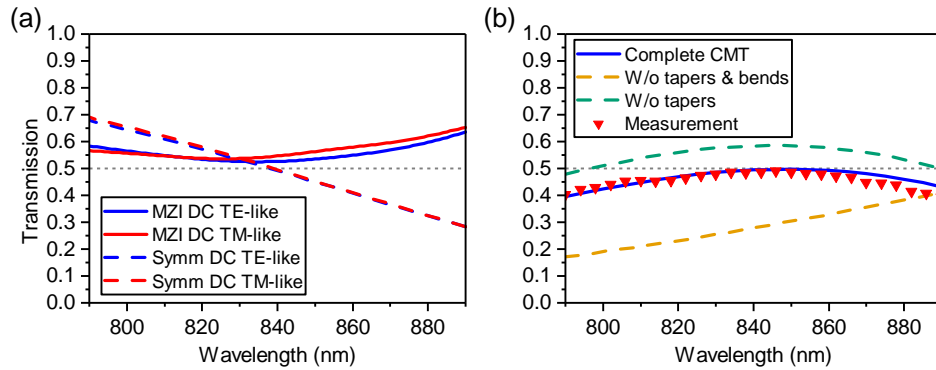 (a)
1.0
0.9
0.8
0.7
0.6
0.5
0.4
0.3
0.2
0.1
0.0
Transmission
MZI DC TE-like
MZI DC TM-like
Symm DC TE-like
Symm DC TM-like
800 820 840 860 880
Wavelength (nm)
(b)
1.0
0.9
0.8
0.7
0.6
0.5
0.4
0.3
0.2
0.1
0.0
Complete CMT
W/o tapers & bends
W/o tapers
Measurement
800 820 840 860 880
Wavelength (nm)